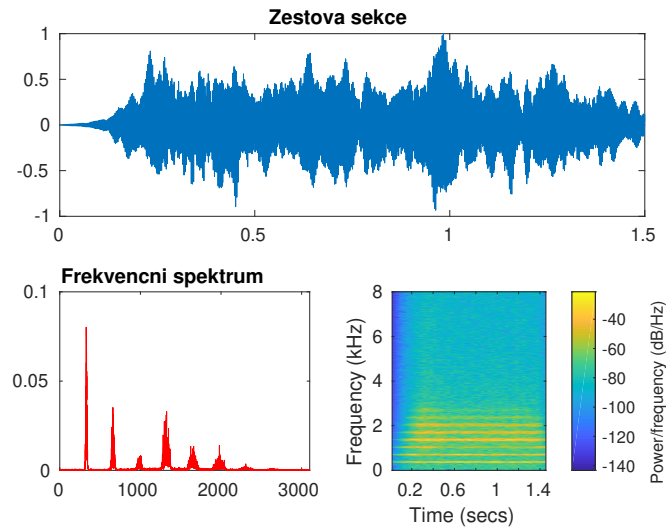 Zestova sekce
1
0.5
0
-0.5
-1
0 0.5 1 1.5
Frekvencni spektrum
0.1
0.05
0
0 1000 2000 3000
Frequency (kHz)
8
6
4
2
0
0.2 0.6 1 1.4
Time (secs)
-40
-60
-80
-100
-120
-140
Power/frequency (dB/Hz)